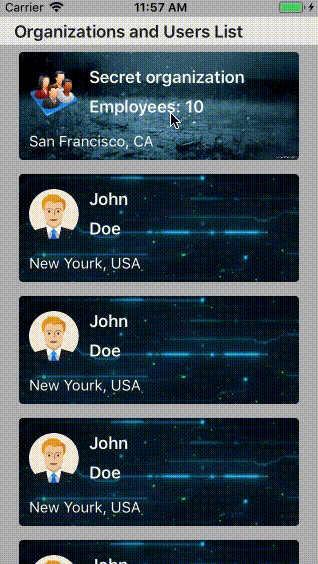 Carrier 11:57 AM
Organizations and Users List
Secret organization
Employees: 10
San Francisco, CA
John
Doe
New Yourk, USA
John
Doe
New Yourk, USA
John
Doe
New Yourk, USA